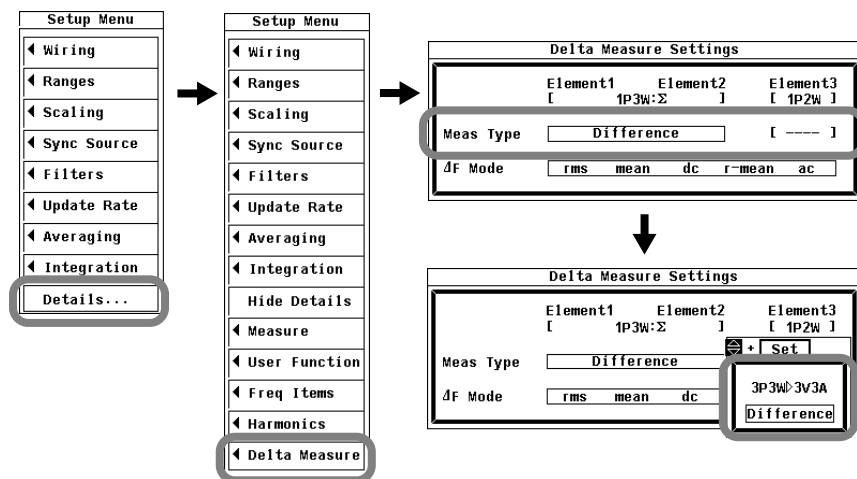 Setup Menu
Wiring
Ranges
Scaling
Sync Source
Filters
Update Rate
Averaging
Integration
Details...
Setup Menu
Wiring
Ranges
Scaling
Sync Source
Filters
Update Rate
Averaging
Integration
Hide Details
Measure
User Function
Freq Items
Harmonics
Delta Measure
Delta Measure Settings
Element1 Element2 Element3
[ 1P3W:Σ ] [ 1P2W ]
Meas Type Difference [ ---- ]
ΔF Mode rms mean dc r-mean ac
Delta Measure Settings
Element1 Element2 Element3
[ 1P3W:Σ ] [ 1P2W ]
+ Set
Meas Type Difference
3P3W▷3V3A
ΔF Mode rms mean dc
Difference